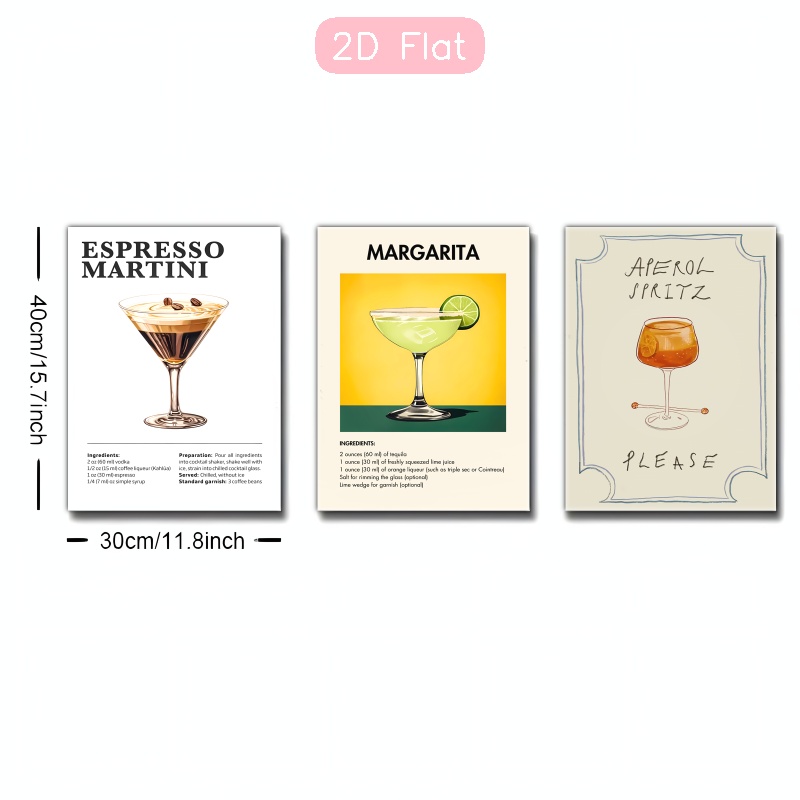 2D Flat
40cm/15.7inch
ESPRESSO
MARTINI
Ingredients:
2 oz (60 ml) vodka
1/2 oz (15 ml) coffee liqueur (Kahlúa)
1 oz (30 ml) espresso
1/4 (7 ml) oz simple syrup
Preparation: Pour all ingredients
into cocktail shaker, shake well with
ice, strain into chilled cocktail glass.
Served: Chilled, without ice
Standard garnish: 3 coffee beans
MARGARITA
INGREDIENTS:
2 ounces (60 ml) of tequila
1 ounce (30 ml) of freshly squeezed lime juice
1 ounce (30 ml) of orange liqueur (such as triple sec or Cointreau)
Salt for rimming the glass (optional)
Lime wedge for garnish (optional)
APEROL
SPRITZ
PLEASE
30cm/11.8inch